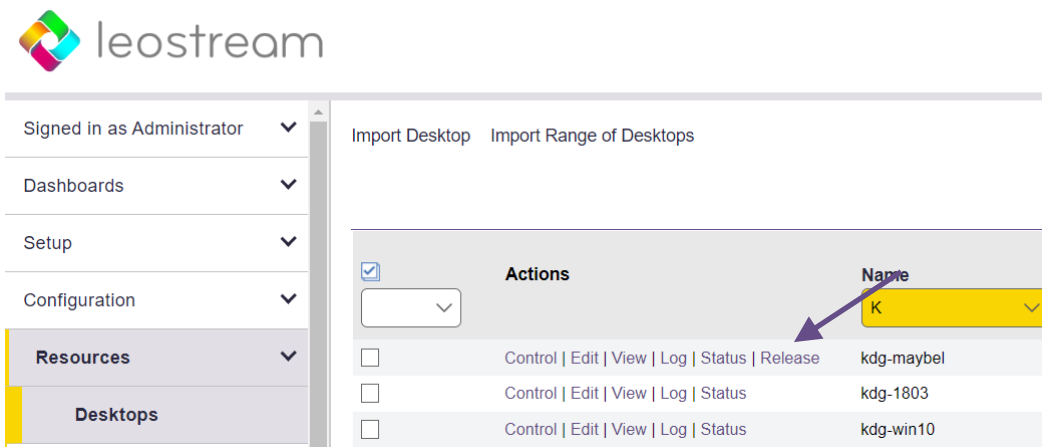 leostream
Signed in as Administrator
Dashboards
Setup
Configuration
Resources
Desktops
Import Desktop Import Range of Desktops
Actions Name
K
Control | Edit | View | Log | Status | Release kdg-maybel
Control | Edit | View | Log | Status kdg-1803
Control | Edit | View | Log | Status kdg-win10